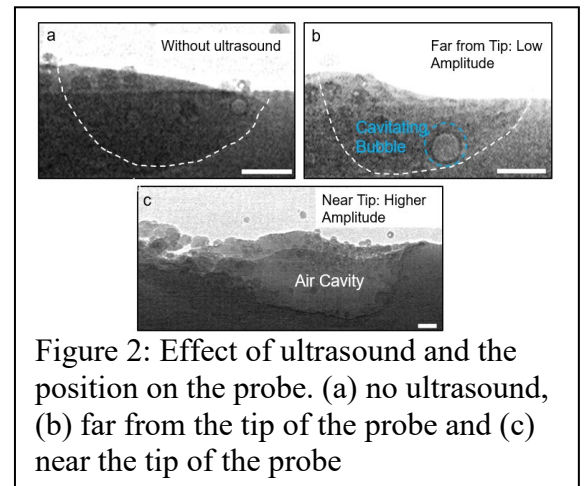 a
Without ultrasound
b
Far from Tip: Low
Amplitude
Cavitating
Bubble
c
Near Tip: Higher
Amplitude
Air Cavity
Figure 2: Effect of ultrasound and the
position on the probe. (a) no ultrasound,
(b) far from the tip of the probe and (c)
near the tip of the probe